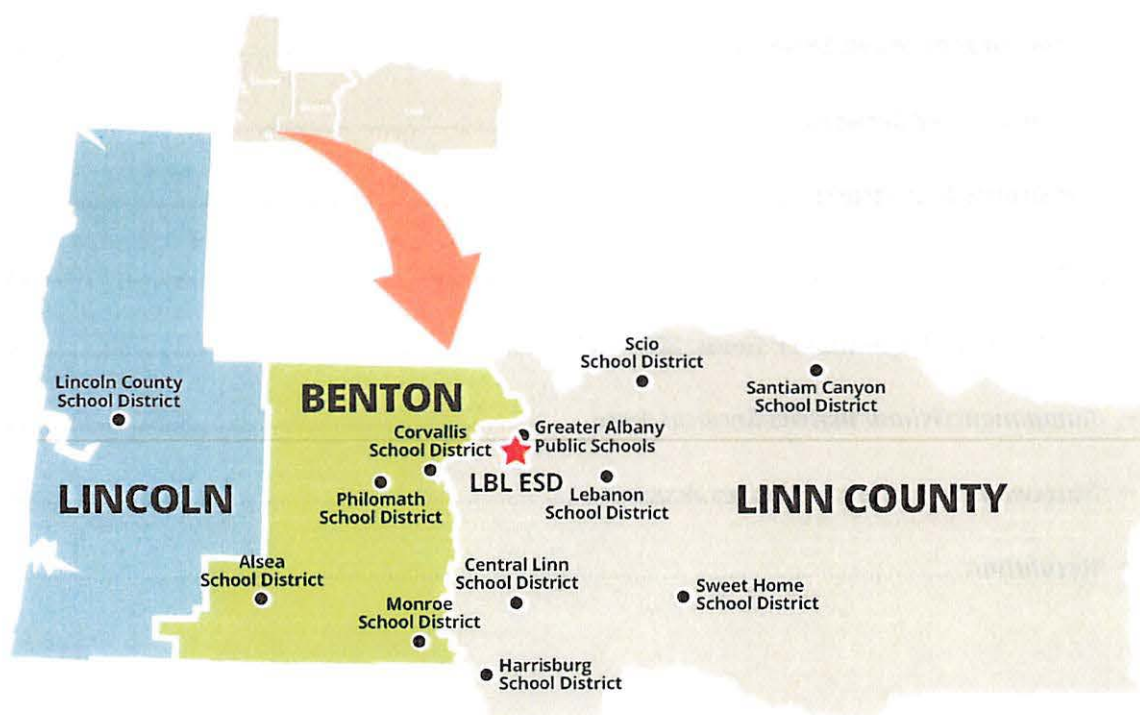 Scio
School District
Santiam Canyon
School District
Lincoln County
School District
BENTON
Corvallis
School District
Greater Albany
Public Schools
LBL ESD
Philomath
School District
Lebanon
School District
LINCOLN
LINN COUNTY
Alsea
School District
Central Linn
School District
Sweet Home
School District
Monroe
School District
Harrisburg
School District